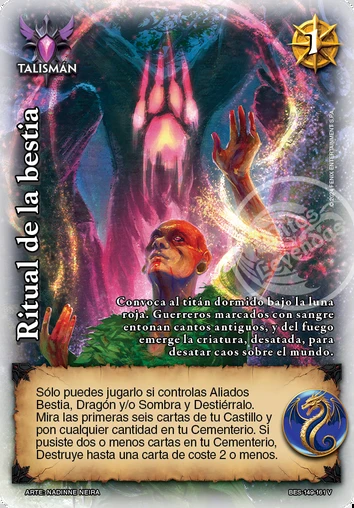 TALISMÁN
1
Ritual de la bestia
Convoca al titán dormido bajo la luna
roja. Guerreros marcados con sangre
entonan cantos antiguos, y del fuego
emerge la criatura, desatada, para
desatar caos sobre el mundo.
Sólo puedes jugarlo si controlas Aliados
Bestia, Dragón y/o Sombra y Destiérralo.
Mira las primeras seis cartas de tu Castillo y
pon cualquier cantidad en tu Cementerio. Si
pusiste dos o menos cartas en tu Cementerio,
Destruye hasta una carta de coste 2 o menos.
ARTE: NADINNE NEIRA
BES-149-161 V